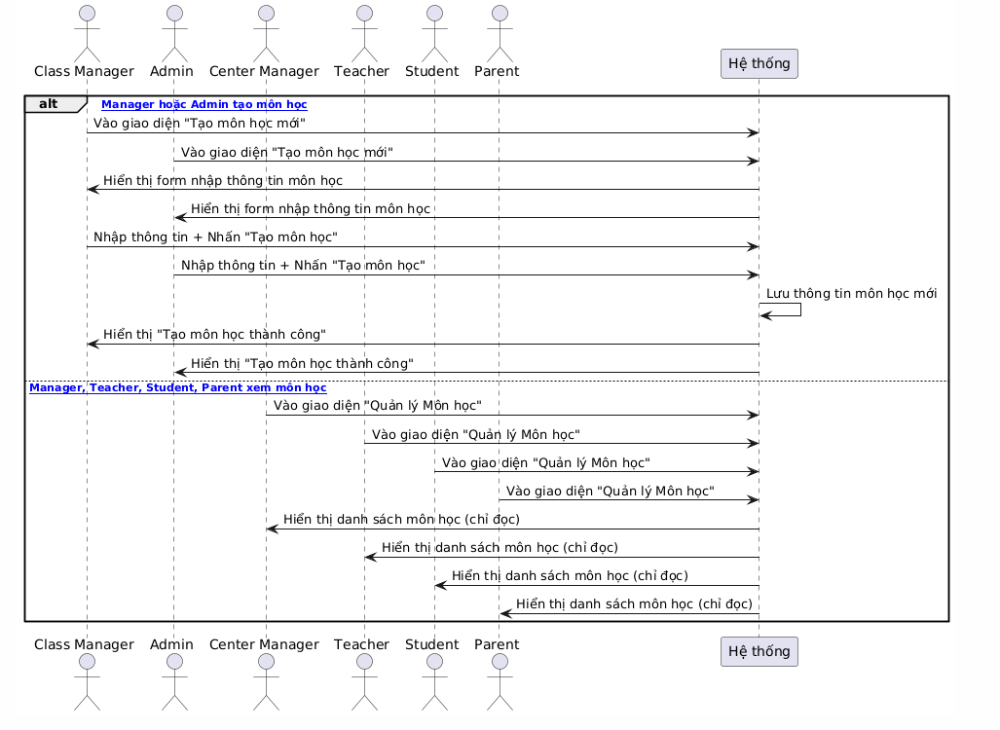 Class Manager Admin Center Manager Teacher Student Parent Hệ thống
alt Manager hoặc Admin tạo môn học
Vào giao diện "Tạo môn học mới"
Vào giao diện "Tạo môn học mới"
Hiển thị form nhập thông tin môn học
Hiển thị form nhập thông tin môn học
Nhập thông tin + Nhấn "Tạo môn học"
Nhập thông tin + Nhấn "Tạo môn học"
Lưu thông tin môn học mới
Hiển thị "Tạo môn học thành công"
Hiển thị "Tạo môn học thành công"
Manager, Teacher, Student, Parent xem môn học
Vào giao diện "Quản lý Môn học"
Vào giao diện "Quản lý Môn học"
Vào giao diện "Quản lý Môn học"
Vào giao diện "Quản lý Môn học"
Hiển thị danh sách môn học (chỉ đọc)
Hiển thị danh sách môn học (chỉ đọc)
Hiển thị danh sách môn học (chỉ đọc)
Hiển thị danh sách môn học (chỉ đọc)
Class Manager Admin Center Manager Teacher Student Parent Hệ thống